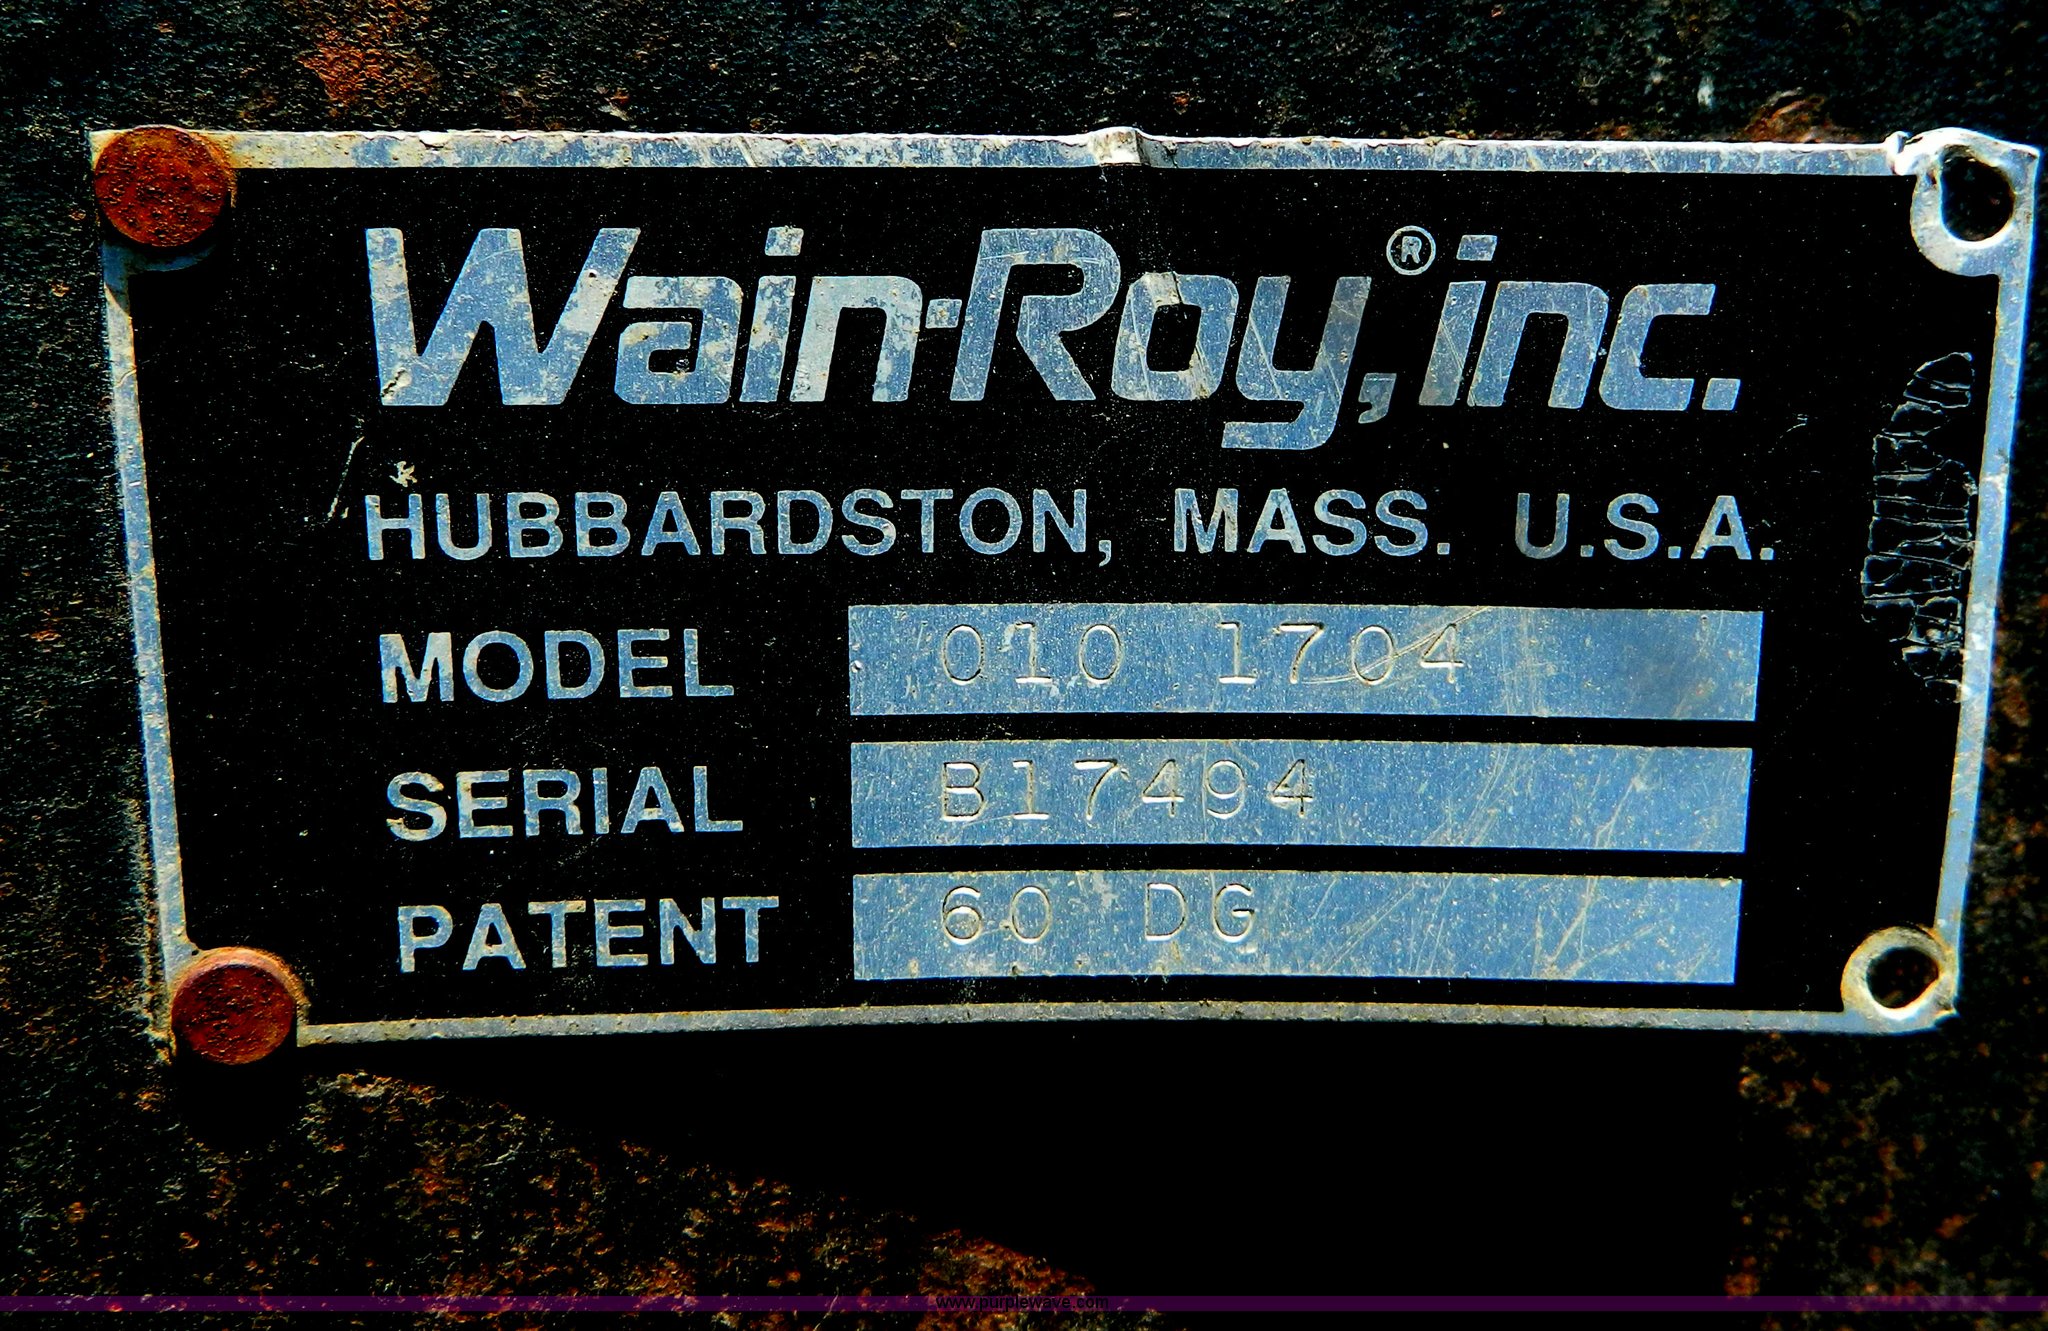 Wain-Roy,® inc.
HUBBARDSTON, MASS. U.S.A.
MODEL 010 1704
SERIAL B17494
PATENT 60 DG
www.purplewave.com